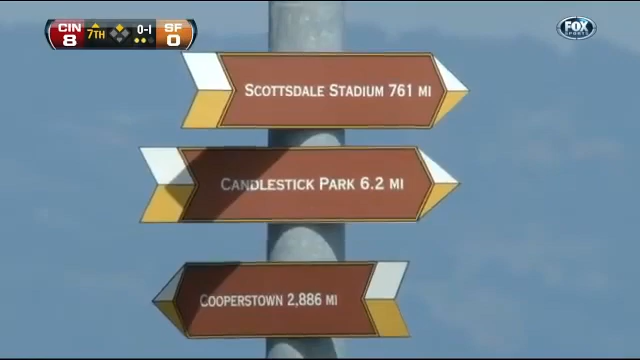 CIN 8 7TH 0-1 SF 0
FOX SPORTS
SCOTTSDALE STADIUM 761 MI
CANDLESTICK PARK 6.2 MI
COOPERSTOWN 2,886 MI